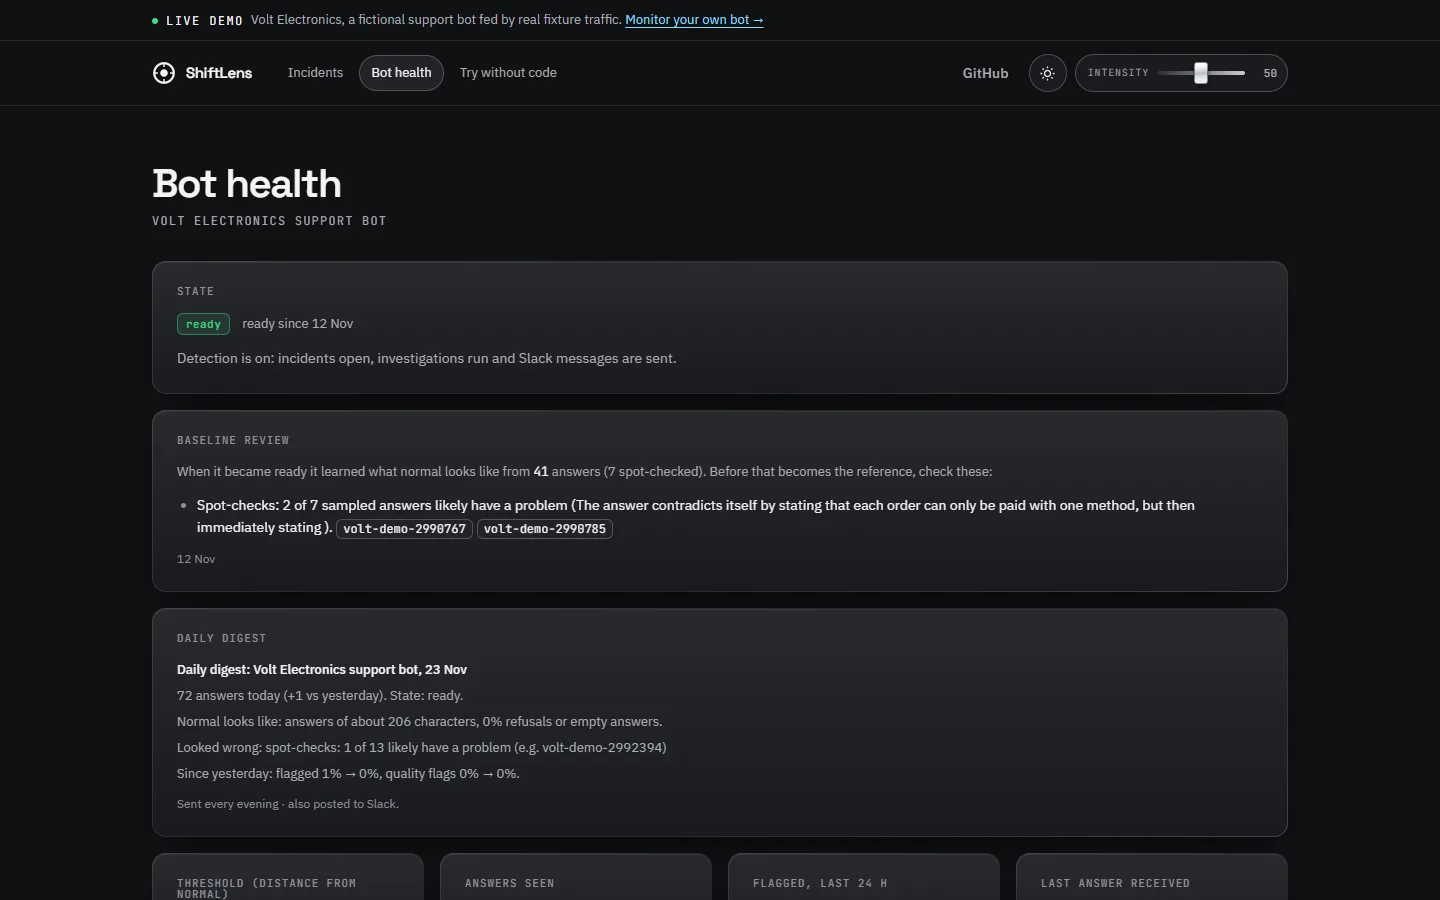 LIVE DEMO Volt Electronics, a fictional support bot fed by real fixture traffic. Monitor your own bot →
ShiftLens Incidents Bot health Try without code GitHub INTENSITY 50
Bot health
VOLT ELECTRONICS SUPPORT BOT
STATE
ready ready since 12 Nov
Detection is on: incidents open, investigations run and Slack messages are sent.
BASELINE REVIEW
When it became ready it learned what normal looks like from 41 answers (7 spot-checked). Before that becomes the reference, check these:
• Spot-checks: 2 of 7 sampled answers likely have a problem (The answer contradicts itself by stating that each order can only be paid with one method, but then
immediately stating ). volt-demo-2990767 volt-demo-2990785
12 Nov
DAILY DIGEST
Daily digest: Volt Electronics support bot, 23 Nov
72 answers today (+1 vs yesterday). State: ready.
Normal looks like: answers of about 206 characters, 0% refusals or empty answers.
Looked wrong: spot-checks: 1 of 13 likely have a problem (e.g. volt-demo-2992394)
Since yesterday: flagged 1% → 0%, quality flags 0% → 0%.
Sent every evening · also posted to Slack.
THRESHOLD (DISTANCE FROM
NORMAL)
ANSWERS SEEN
FLAGGED, LAST 24 H
LAST ANSWER RECEIVED